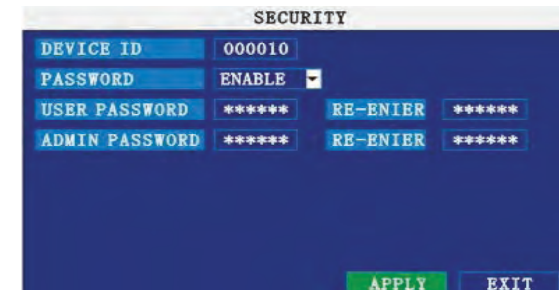 SECURITY
DEVICE ID 000010
PASSWORD ENABLE
USER PASSWORD ****** RE-ENIER ******
ADMIN PASSWORD ****** RE-ENIER ******
APPLY EXIT